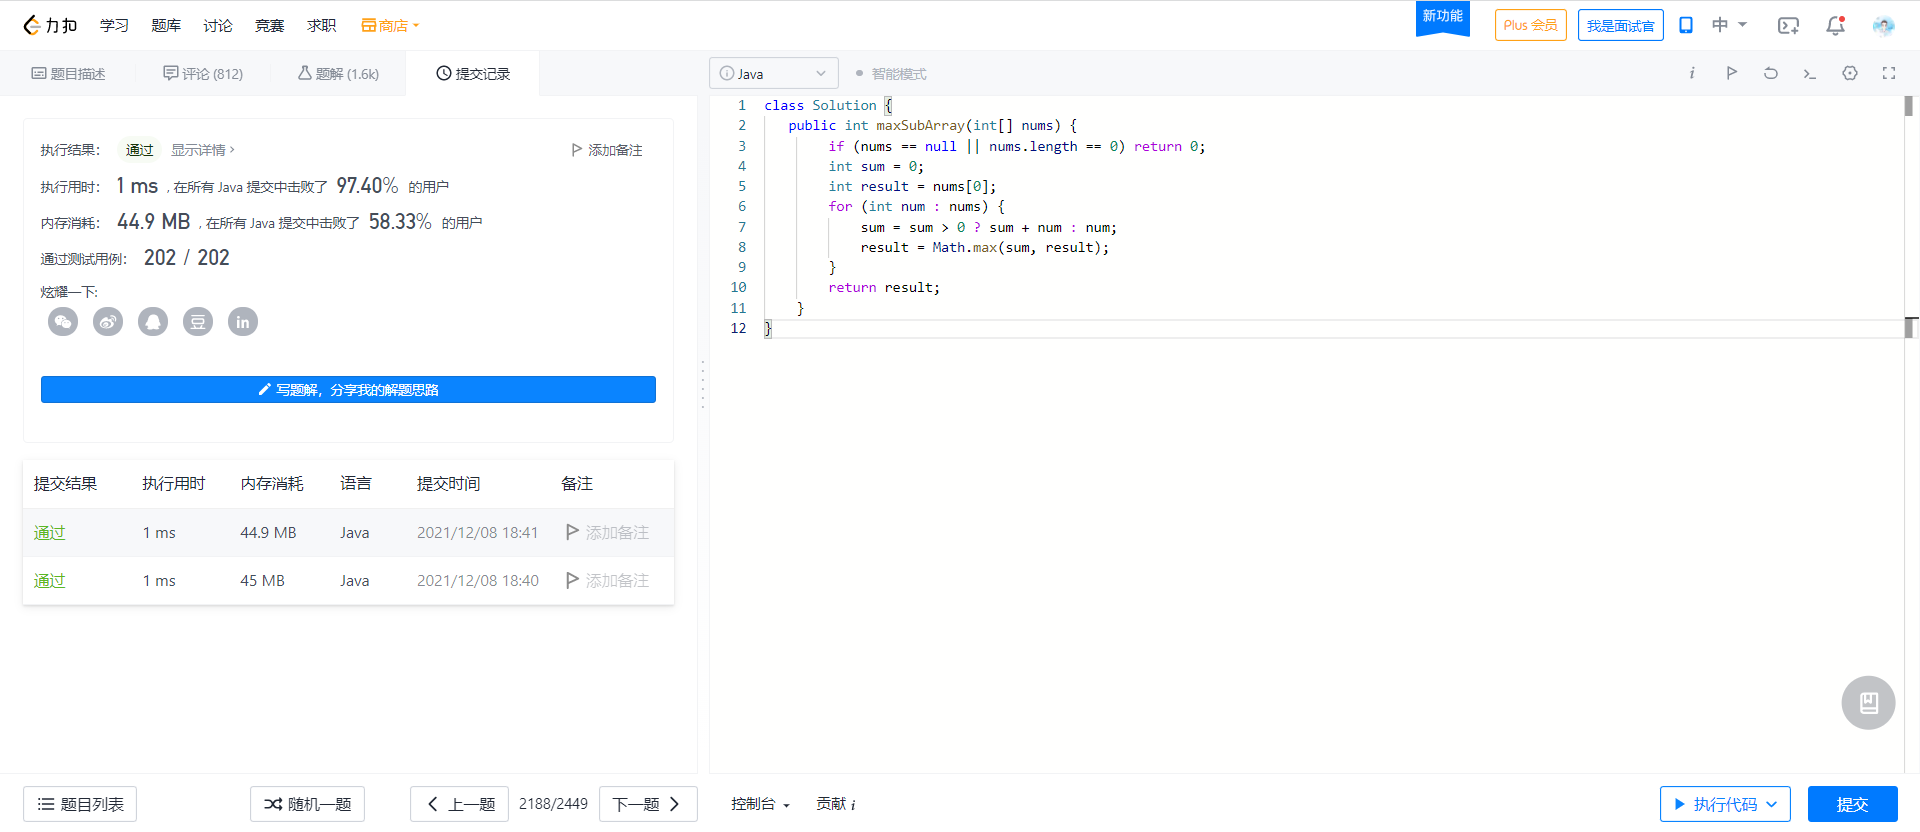 力扣 学习 题库 讨论 竞赛 求职 商店 新功能 Plus 会员 我是面试官 中
题目描述 评论 (812) 题解 (1.6k) 提交记录
执行结果： 通过 显示详情 › 添加备注
执行用时： 1 ms , 在所有 Java 提交中击败了 97.40% 的用户
内存消耗： 44.9 MB , 在所有 Java 提交中击败了 58.33% 的用户
通过测试用例： 202 / 202
炫耀一下:
豆 in
写题解，分享我的解题思路
提交结果 执行用时 内存消耗 语言 提交时间 备注
通过 1 ms 44.9 MB Java 2021/12/08 18:41 添加备注
通过 1 ms 45 MB Java 2021/12/08 18:40 添加备注
题目列表 随机一题 上一题 2188/2449 下一题
i Java 智能模式 i
1 class Solution {
2 public int maxSubArray(int[] nums) {
3 if (nums == null || nums.length == 0) return 0;
4 int sum = 0;
5 int result = nums[0];
6 for (int num : nums) {
7 sum = sum > 0 ? sum + num : num;
8 result = Math.max(sum, result);
9 }
10 return result;
11 }
12 }
控制台 贡献 i 执行代码 提交